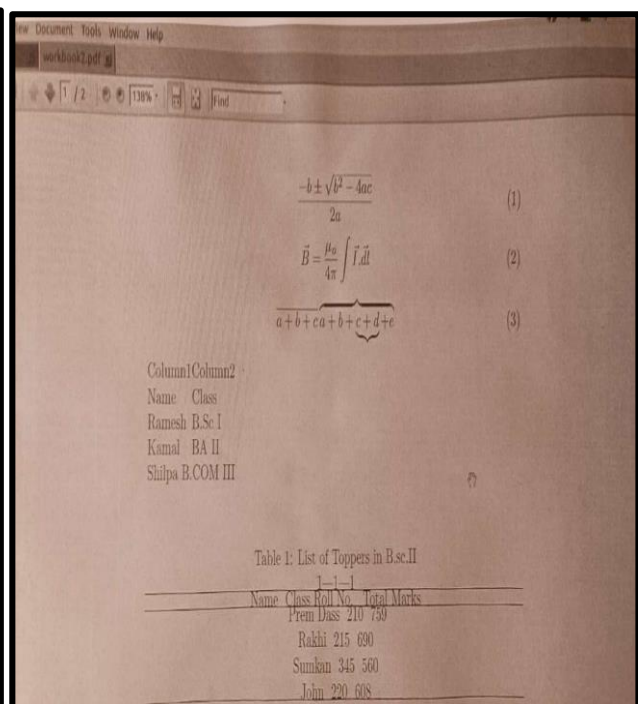 iew Document Tools Window Help
workbook2.pdf
1 / 2 138% Find
-b ± √b² − 4ac / 2a (1)
B⃗ = μ₀/4π ∫ I⃗.dl⃗ (2)
a + b + c a + b + c + d + e (3)
Column1Column2
Name Class
Ramesh B.Sc I
Kamal BA II
Shilpa B.COM III
Table 1: List of Toppers in B.sc.II
1—1—1
Name Class Roll No. Total Marks
Prem Dass 210 759
Rakhi 215 690
Sumkan 345 560
John 220 608